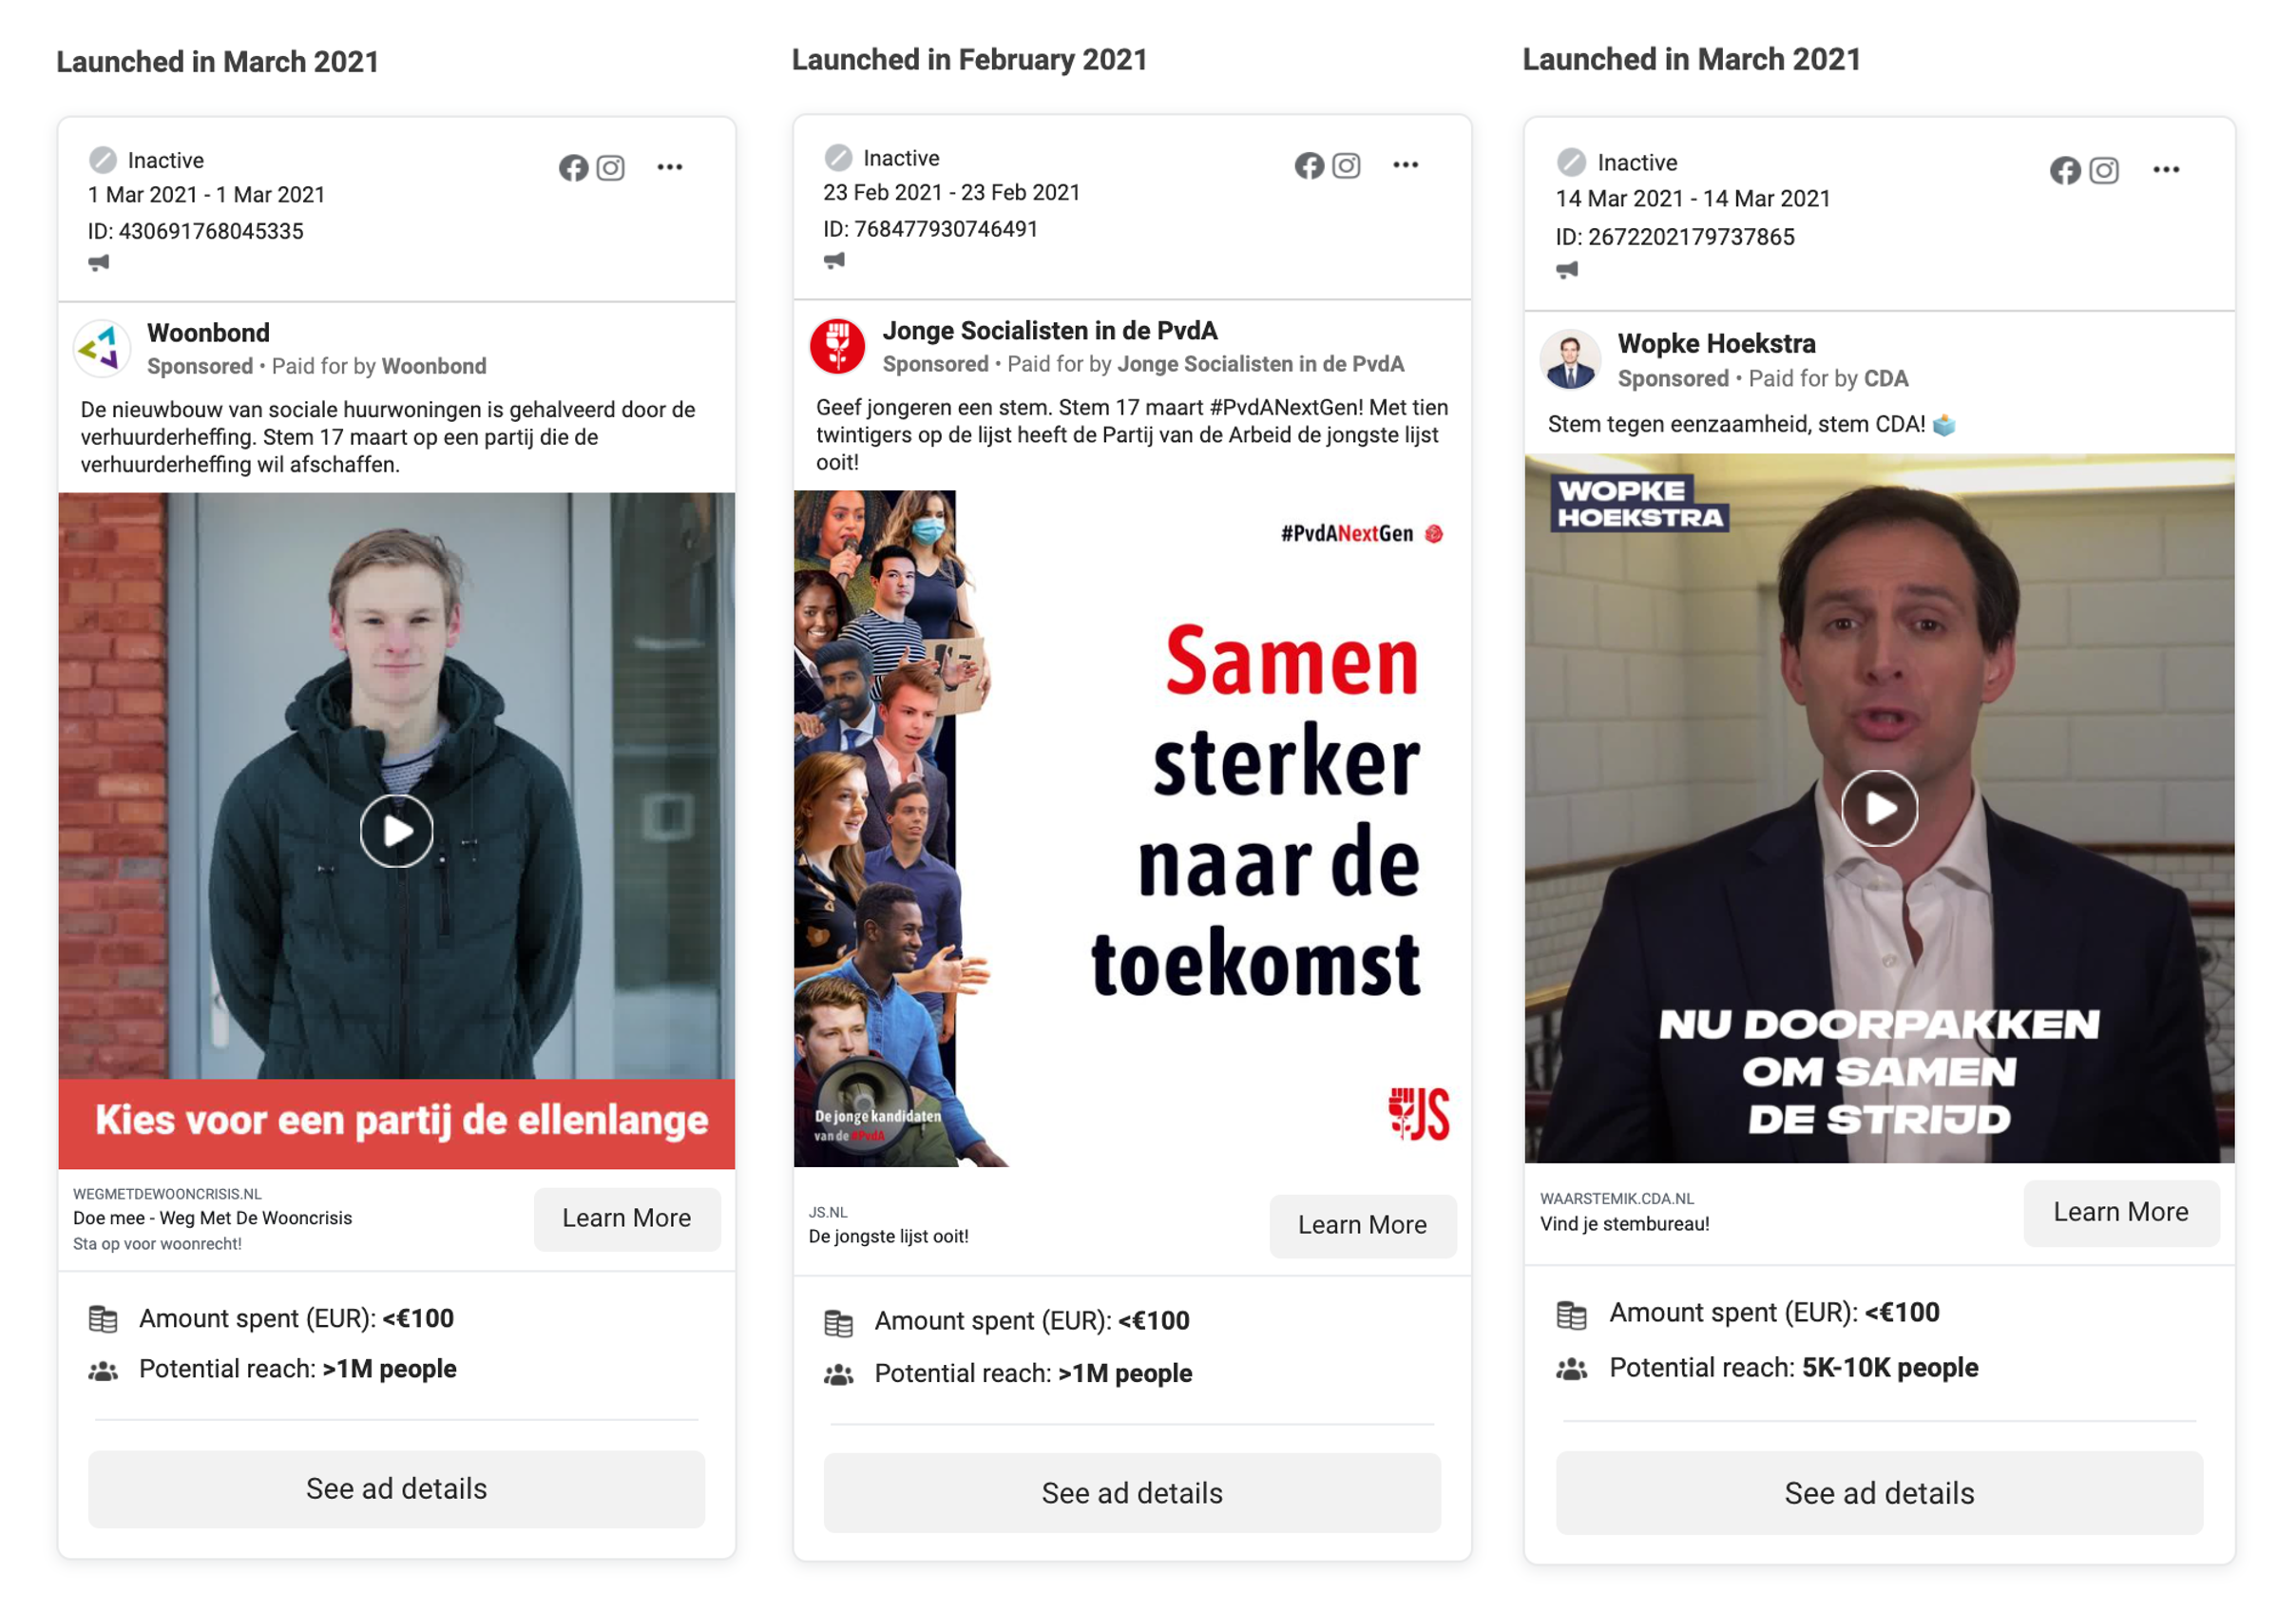 Launched in March 2021
Inactive
1 Mar 2021 - 1 Mar 2021
ID: 430691768045335
Woonbond
Sponsored • Paid for by Woonbond
De nieuwbouw van sociale huurwoningen is gehalveerd door de
verhuurderheffing. Stem 17 maart op een partij die de
verhuurderheffing wil afschaffen.
Kies voor een partij de ellenlange
WEGMETDEWOONCRISIS.NL
Doe mee - Weg Met De Wooncrisis
Sta op voor woonrecht!
Learn More
Amount spent (EUR): <€100
Potential reach: >1M people
See ad details
Launched in February 2021
Inactive
23 Feb 2021 - 23 Feb 2021
ID: 768477930746491
Jonge Socialisten in de PvdA
Sponsored • Paid for by Jonge Socialisten in de PvdA
Geef jongeren een stem. Stem 17 maart #PvdANextGen! Met tien
twintigers op de lijst heeft de Partij van de Arbeid de jongste lijst
ooit!
#PvdANextGen
Samen
sterker
naar de
toekomst
De jonge kandidaten
van de #PvdA
JS
JS.NL
De jongste lijst ooit!
Learn More
Amount spent (EUR): <€100
Potential reach: >1M people
See ad details
Launched in March 2021
Inactive
14 Mar 2021 - 14 Mar 2021
ID: 2672202179737865
Wopke Hoekstra
Sponsored • Paid for by CDA
Stem tegen eenzaamheid, stem CDA! 🗳️
WOPKE
HOEKSTRA
NU DOORPAKKEN
OM SAMEN
DE STRIJD
WAARSTEMIK.CDA.NL
Vind je stembureau!
Learn More
Amount spent (EUR): <€100
Potential reach: 5K-10K people
See ad details